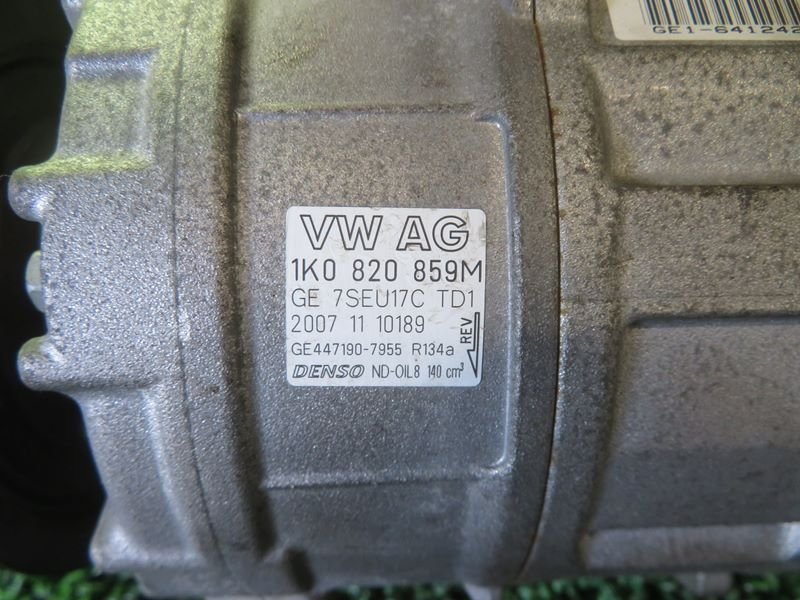 GE1-641242
VW AG
1K0 820 859M
GE 7SEU17C TD1
2007 11 10189
GE447190-7955 R134a
REV
DENSO ND-OIL8 140 cm³